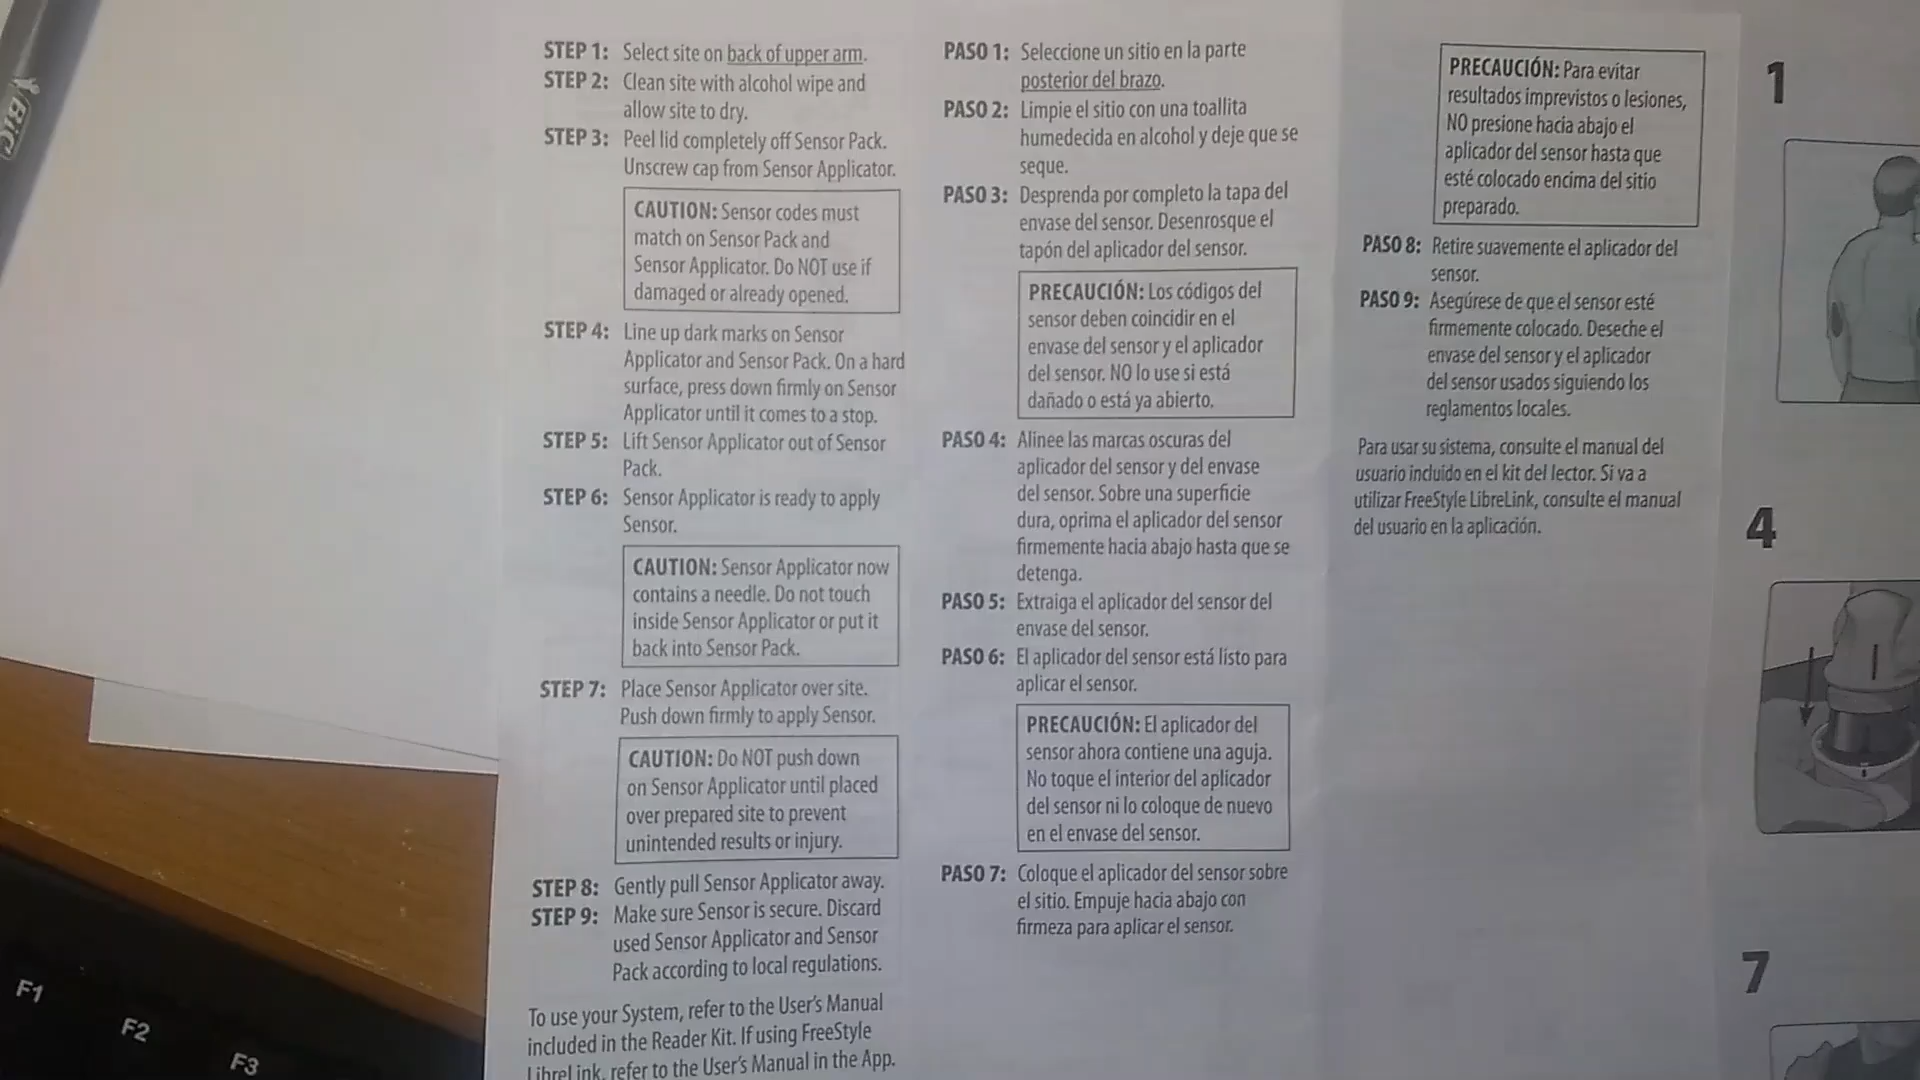 STEP 1: Select site on back of upper arm.
STEP 2: Clean site with alcohol wipe and
allow site to dry.
STEP 3: Peel lid completely off Sensor Pack.
Unscrew cap from Sensor Applicator.
CAUTION: Sensor codes must
match on Sensor Pack and
Sensor Applicator. Do NOT use if
damaged or already opened.
STEP 4: Line up dark marks on Sensor
Applicator and Sensor Pack. On a hard
surface, press down firmly on Sensor
Applicator until it comes to a stop.
STEP 5: Lift Sensor Applicator out of Sensor
Pack.
STEP 6: Sensor Applicator is ready to apply
Sensor.
CAUTION: Sensor Applicator now
contains a needle. Do not touch
inside Sensor Applicator or put it
back into Sensor Pack.
STEP 7: Place Sensor Applicator over site.
Push down firmly to apply Sensor.
CAUTION: Do NOT push down
on Sensor Applicator until placed
over prepared site to prevent
unintended results or injury.
STEP 8: Gently pull Sensor Applicator away.
STEP 9: Make sure Sensor is secure. Discard
used Sensor Applicator and Sensor
Pack according to local regulations.
To use your System, refer to the User's Manual
included in the Reader Kit. If using FreeStyle
LibreLink, refer to the User's Manual in the App.
PASO 1: Seleccione un sitio en la parte
posterior del brazo.
PASO 2: Limpie el sitio con una toallita
humedecida en alcohol y deje que se
seque.
PASO 3: Desprenda por completo la tapa del
envase del sensor. Desenrosque el
tapón del aplicador del sensor.
PRECAUCIÓN: Los códigos del
sensor deben coincidir en el
envase del sensor y el aplicador
del sensor. NO lo use si está
dañado o está ya abierto.
PASO 4: Alinee las marcas oscuras del
aplicador del sensor y del envase
del sensor. Sobre una superficie
dura, oprima el aplicador del sensor
firmemente hacia abajo hasta que se
detenga.
PASO 5: Extraiga el aplicador del sensor del
envase del sensor.
PASO 6: El aplicador del sensor está listo para
aplicar el sensor.
PRECAUCIÓN: El aplicador del
sensor ahora contiene una aguja.
No toque el interior del aplicador
del sensor ni lo coloque de nuevo
en el envase del sensor.
PASO 7: Coloque el aplicador del sensor sobre
el sitio. Empuje hacia abajo con
firmeza para aplicar el sensor.
PRECAUCIÓN: Para evitar
resultados imprevistos o lesiones,
NO presione hacia abajo el
aplicador del sensor hasta que
esté colocado encima del sitio
preparado.
PASO 8: Retire suavemente el aplicador del
sensor.
PASO 9: Asegúrese de que el sensor esté
firmemente colocado. Deseche el
envase del sensor y el aplicador
del sensor usados siguiendo los
reglamentos locales.
Para usar su sistema, consulte el manual del
usuario incluido en el kit del lector. Si va a
utilizar FreeStyle LibreLink, consulte el manual
del usuario en la aplicación.
1
4
7
BIC
F1
F2
F3